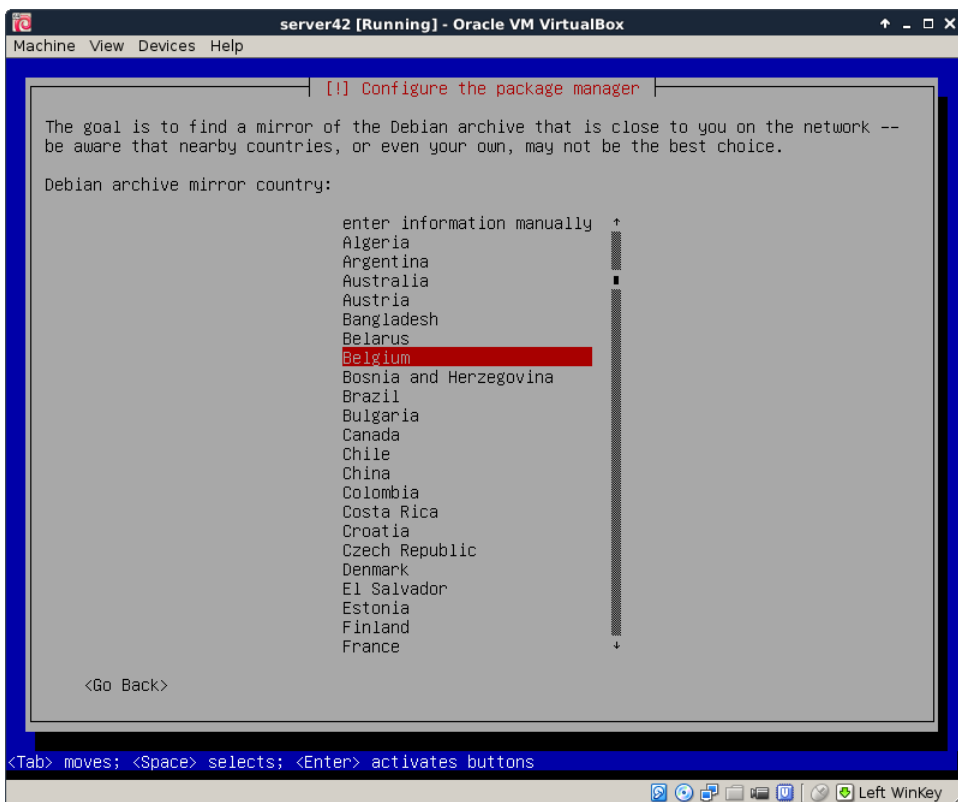 server42 [Running] - Oracle VM VirtualBox
Machine View Devices Help
[!] Configure the package manager
The goal is to find a mirror of the Debian archive that is close to you on the network --
be aware that nearby countries, or even your own, may not be the best choice.
Debian archive mirror country:
enter information manually
Algeria
Argentina
Australia
Austria
Bangladesh
Belarus
Belgium
Bosnia and Herzegovina
Brazil
Bulgaria
Canada
Chile
China
Colombia
Costa Rica
Croatia
Czech Republic
Denmark
El Salvador
Estonia
Finland
France
<Go Back>
<Tab> moves; <Space> selects; <Enter> activates buttons
Left WinKey